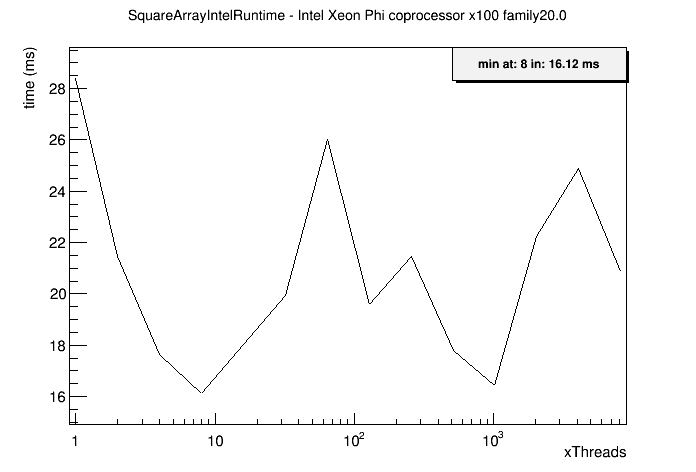 SquareArrayIntelRuntime - Intel Xeon Phi coprocessor x100 family20.0
time (ms)
min at: 8 in: 16.12 ms
28
26
24
22
20
18
16
1 10 10² 10³
xThreads